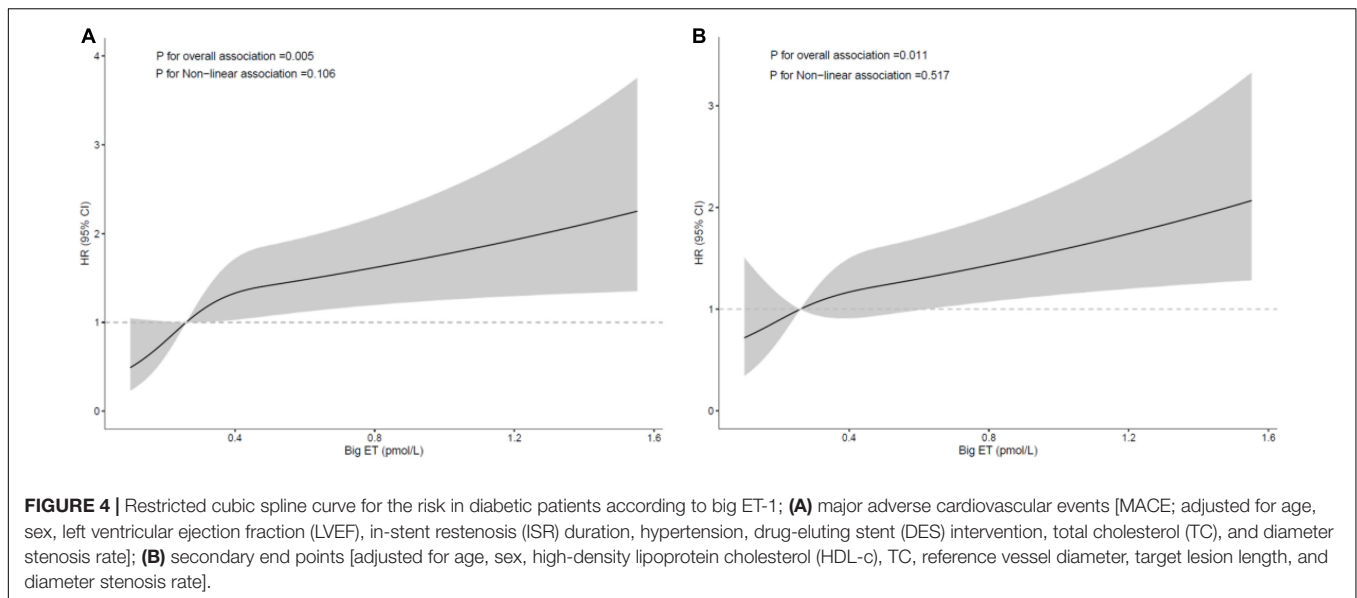 A
P for overall association =0.005
P for Non−linear association =0.106
4
3
2
1
0
HR (95% CI)
0.4 0.8 1.2 1.6
Big ET (pmol/L)
B
P for overall association =0.011
P for Non−linear association =0.517
3
2
1
0
HR (95% CI)
0.4 0.8 1.2 1.6
Big ET (pmol/L)
FIGURE 4 | Restricted cubic spline curve for the risk in diabetic patients according to big ET-1; (A) major adverse cardiovascular events [MACE; adjusted for age,
sex, left ventricular ejection fraction (LVEF), in-stent restenosis (ISR) duration, hypertension, drug-eluting stent (DES) intervention, total cholesterol (TC), and diameter
stenosis rate]; (B) secondary end points [adjusted for age, sex, high-density lipoprotein cholesterol (HDL-c), TC, reference vessel diameter, target lesion length, and
diameter stenosis rate].